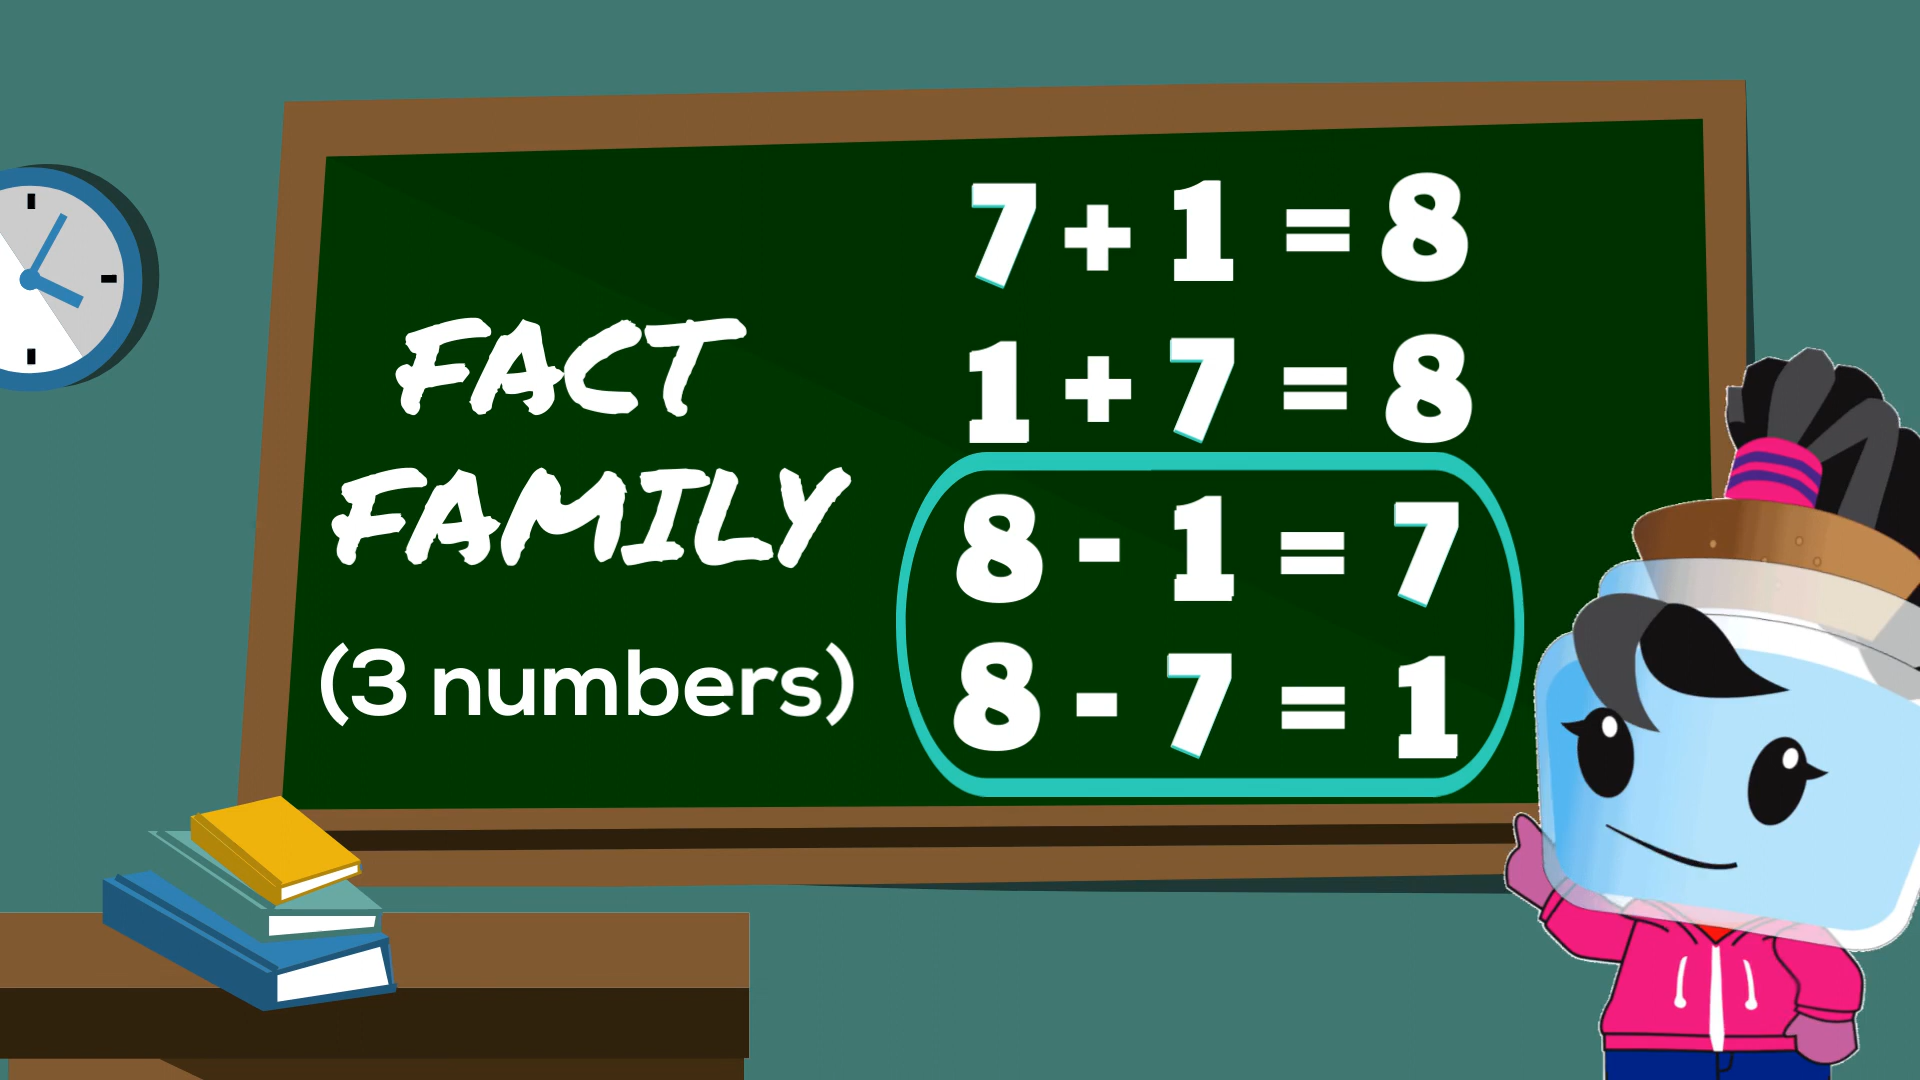 FACT
FAMILY
(3 numbers)
7 + 1 = 8
1 + 7 = 8
8 - 1 = 7
8 - 7 = 1